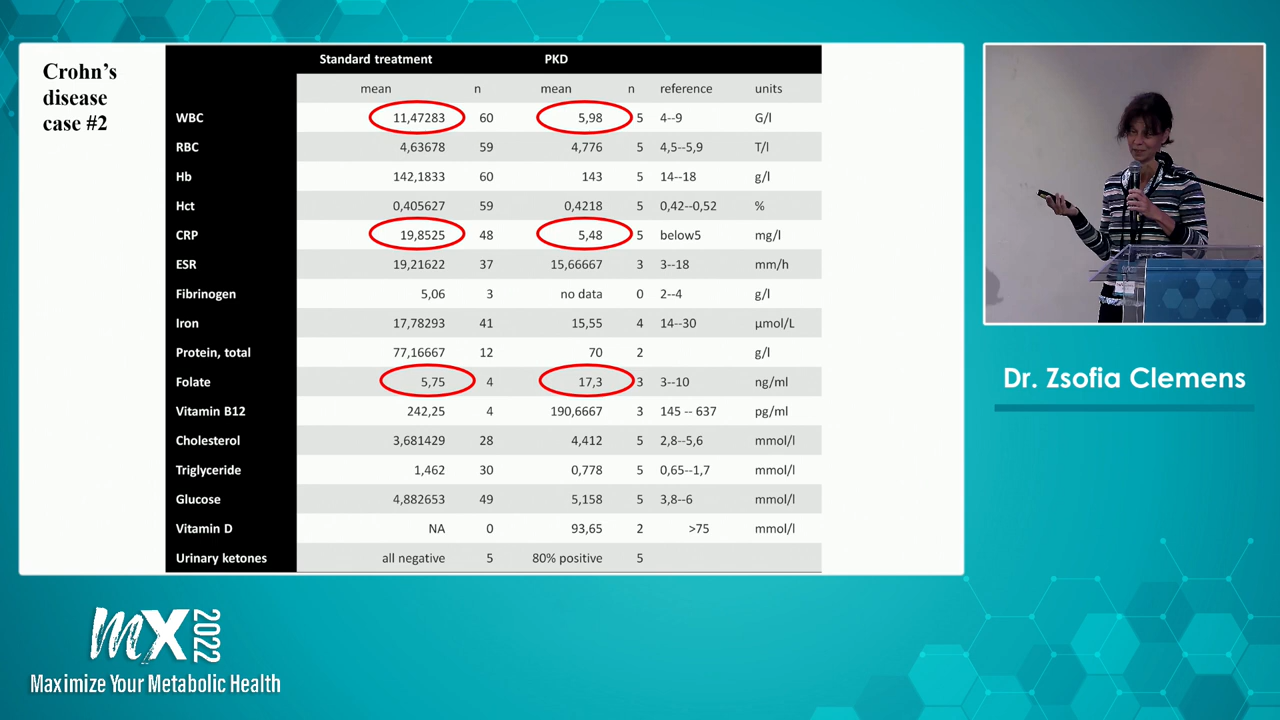 Crohn's
disease
case #2
Standard treatment PKD
mean n mean n reference units
WBC 11,47283 60 5,98 5 4--9 G/l
RBC 4,63678 59 4,776 5 4,5--5,9 T/l
Hb 142,1833 60 143 5 14--18 g/l
Hct 0,405627 59 0,4218 5 0,42--0,52 %
CRP 19,8525 48 5,48 5 below5 mg/l
ESR 19,21622 37 15,66667 3 3--18 mm/h
Fibrinogen 5,06 3 no data 0 2--4 g/l
Iron 17,78293 41 15,55 4 14--30 µmol/L
Protein, total 77,16667 12 70 2 g/l
Folate 5,75 4 17,3 3 3--10 ng/ml
Vitamin B12 242,25 4 190,6667 3 145 -- 637 pg/ml
Cholesterol 3,681429 28 4,412 5 2,8--5,6 mmol/l
Triglyceride 1,462 30 0,778 5 0,65--1,7 mmol/l
Glucose 4,882653 49 5,158 5 3,8--6 mmol/l
Vitamin D NA 0 93,65 2 >75 mmol/l
Urinary ketones all negative 5 80% positive 5
Dr. Zsofia Clemens
mx 2022
Maximize Your Metabolic Health